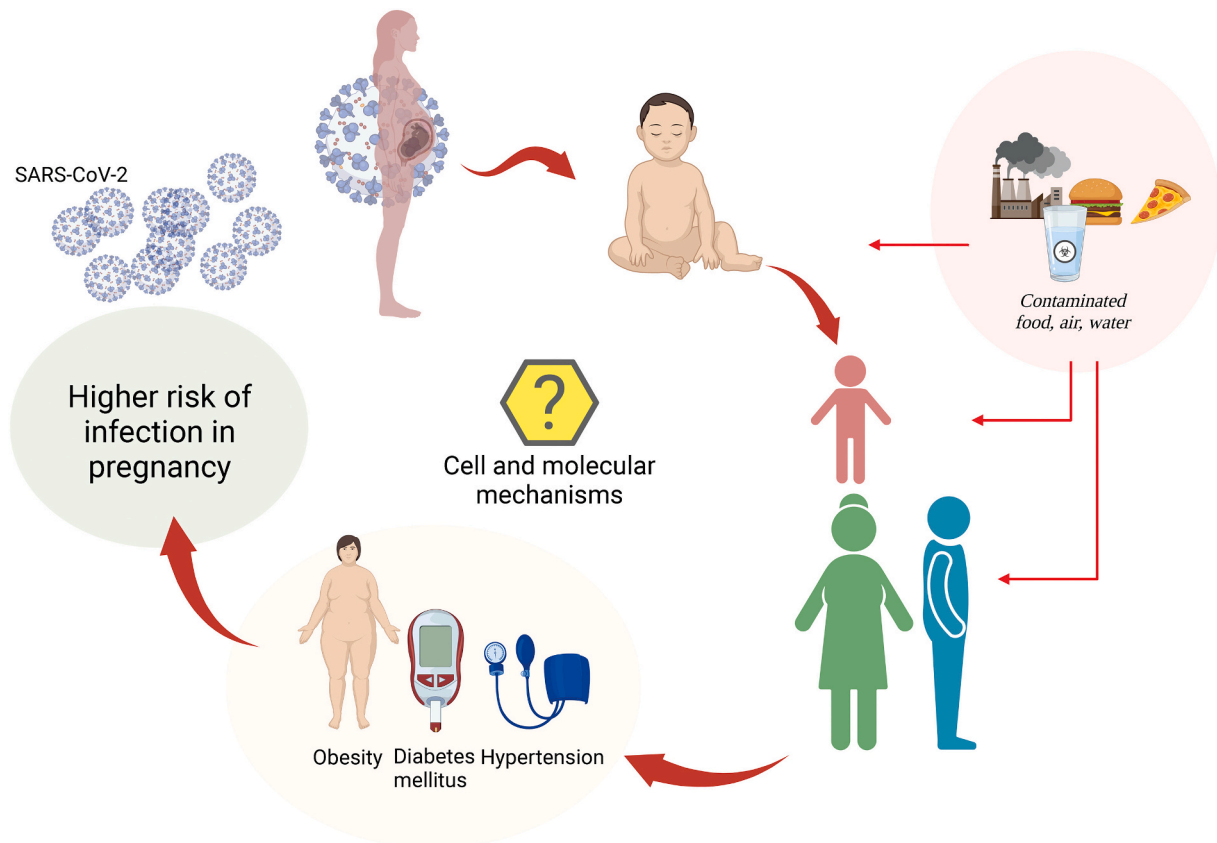 SARS-CoV-2
Contaminated
food, air, water
Higher risk of
infection in
pregnancy
?
Cell and molecular
mechanisms
Obesity
Diabetes
mellitus
Hypertension